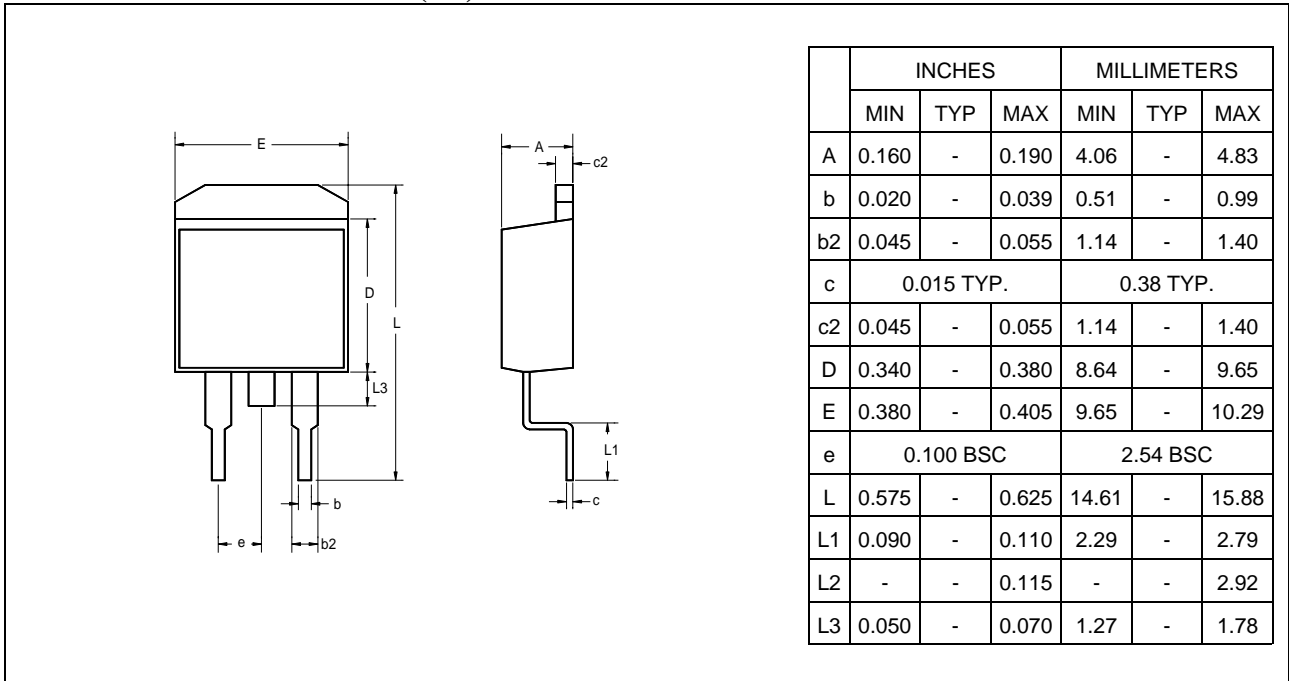 E
D
L
L3
b
e
b2
A
c2
L1
c
INCHES MILLIMETERS
MIN TYP MAX MIN TYP MAX
A 0.160 - 0.190 4.06 - 4.83
b 0.020 - 0.039 0.51 - 0.99
b2 0.045 - 0.055 1.14 - 1.40
c 0.015 TYP. 0.38 TYP.
c2 0.045 - 0.055 1.14 - 1.40
D 0.340 - 0.380 8.64 - 9.65
E 0.380 - 0.405 9.65 - 10.29
e 0.100 BSC 2.54 BSC
L 0.575 - 0.625 14.61 - 15.88
L1 0.090 - 0.110 2.29 - 2.79
L2 - - 0.115 - - 2.92
L3 0.050 - 0.070 1.27 - 1.78